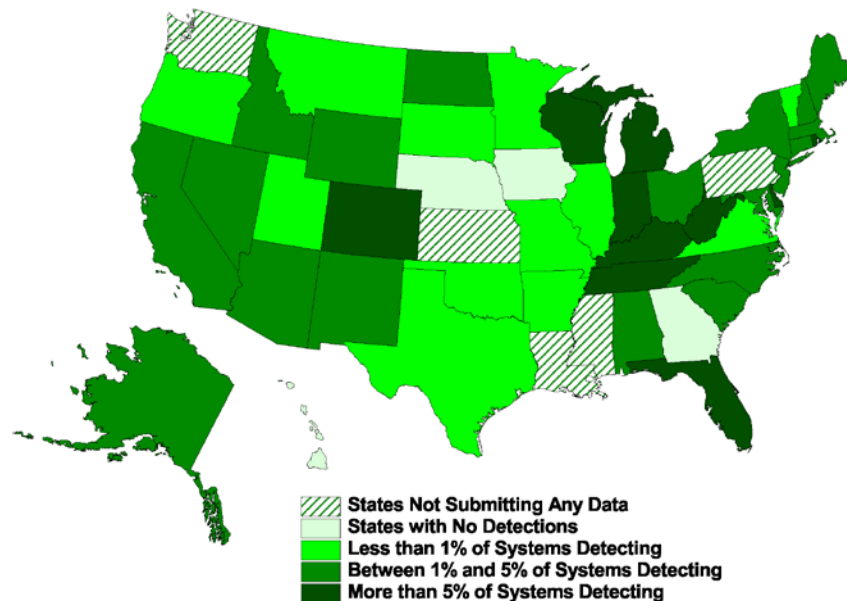 States Not Submitting Any Data
States with No Detections
Less than 1% of Systems Detecting
Between 1% and 5% of Systems Detecting
More than 5% of Systems Detecting